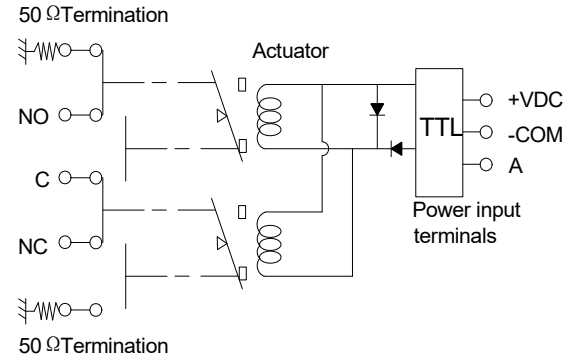 50 ΩTermination
Actuator
NO
C
NC
TTL
+VDC
-COM
A
Power input
terminals
50 ΩTermination